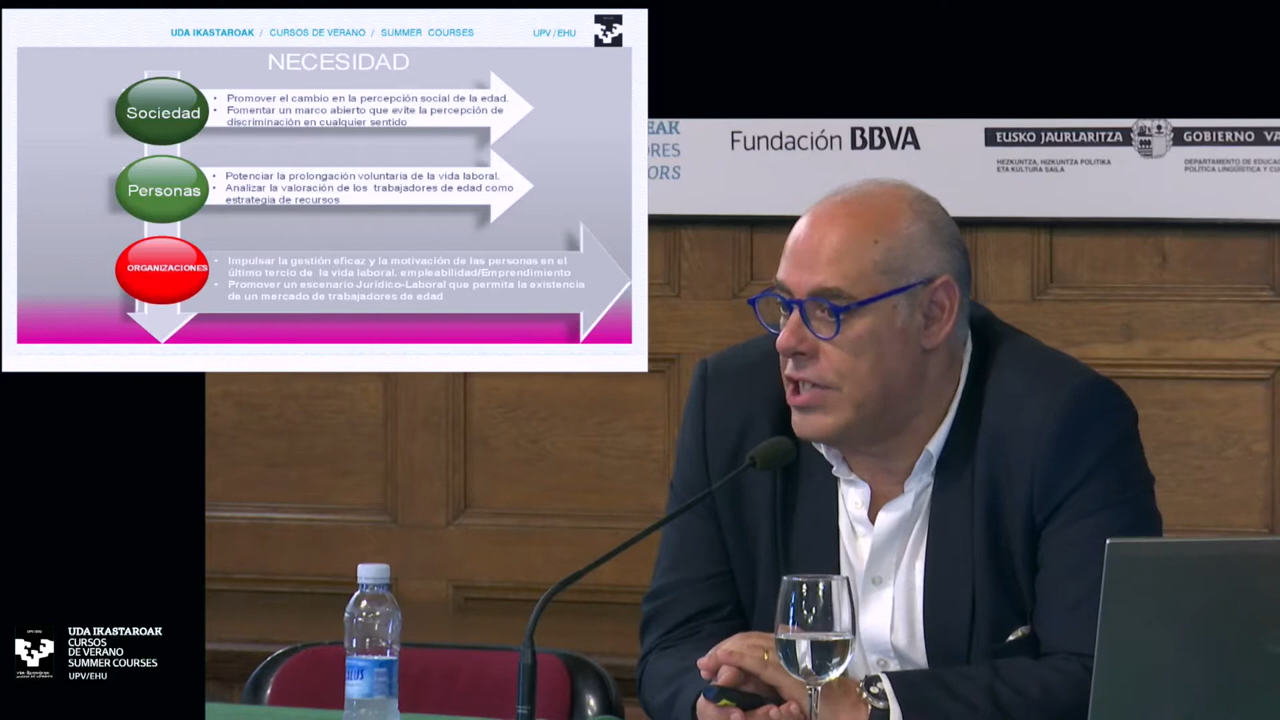 UDA IKASTAROAK / CURSOS DE VERANO / SUMMER COURSES UPV / EHU
NECESIDAD
Sociedad
• Promover el cambio en la percepción social de la edad.
• Fomentar un marco abierto que evite la percepción de
discriminación en cualquier sentido
Personas
• Potenciar la prolongación voluntaria de la vida laboral.
• Analizar la valoración de los trabajadores de edad como
estrategia de recursos
ORGANIZACIONES
• Impulsar la gestión eficaz y la motivación de las personas en el
último tercio de la vida laboral, empleabilidad/Emprendimiento
• Promover un escenario Jurídico-Laboral que permita la existencia
de un mercado de trabajadores de edad
EAK
ORES
ORS
Fundación BBVA
EUSKO JAURLARITZA
GOBIERNO VA
HEZKUNTZA, HIZKUNTZA POLITIKA
ETA KULTURA SAILA
DEPARTAMENTO DE EDUCA
POLÍTICA LINGÜÍSTICA Y CU
UDA IKASTAROAK
CURSOS
DE VERANO
SUMMER COURSES
UPV/EHU